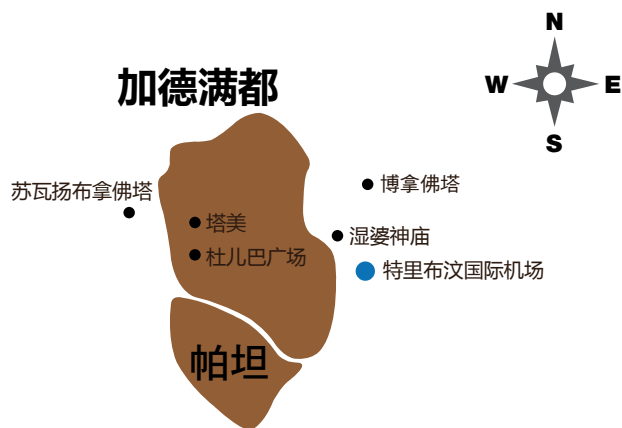 N
W E
S
加德满都
苏瓦扬布拿佛塔
博拿佛塔
塔美
湿婆神庙
杜儿巴广场
特里布汶国际机场
帕坦